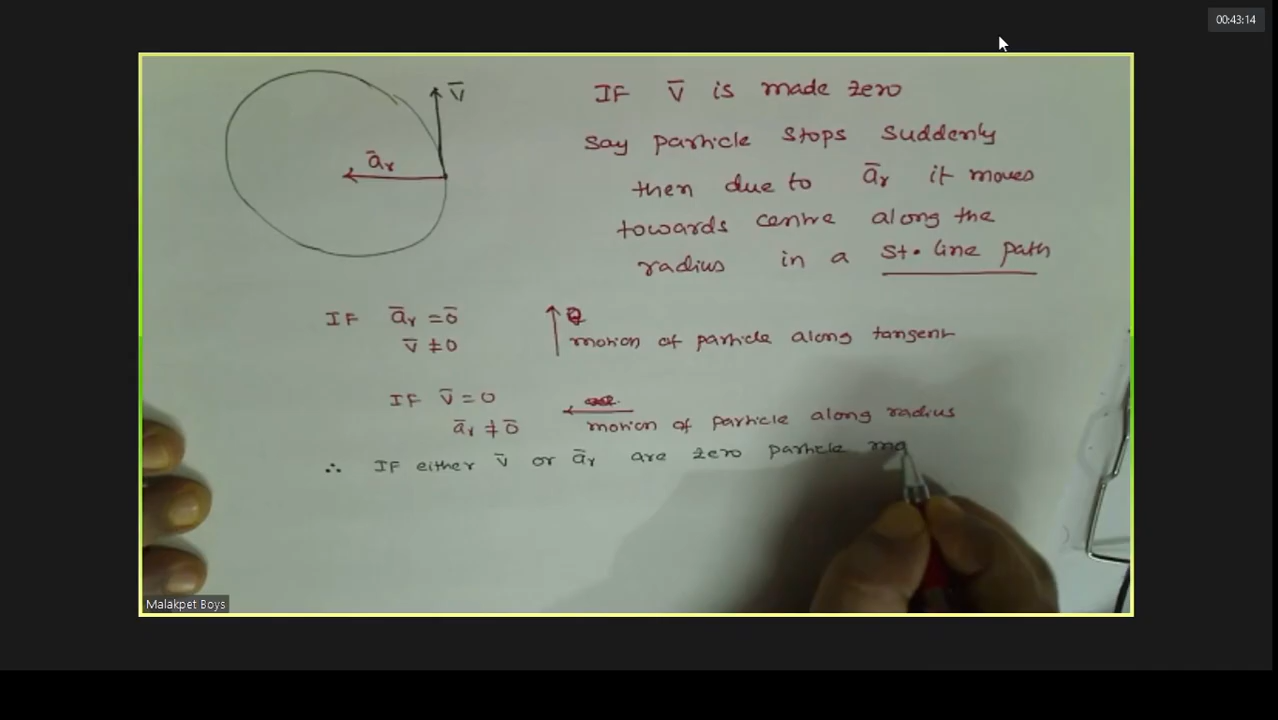 00:43:14
v̄
ār
IF v̄ is made zero
say particle stops suddenly
then due to ār it moves
towards centre along the
radius in a st. line path
IF ār = ō
v̄ ≠ 0
motion of particle along tangent
IF v̄ = 0
ār ≠ ō
motion of particle along radius
∴ IF either v̄ or ār are zero particle mo
Malakpet Boys